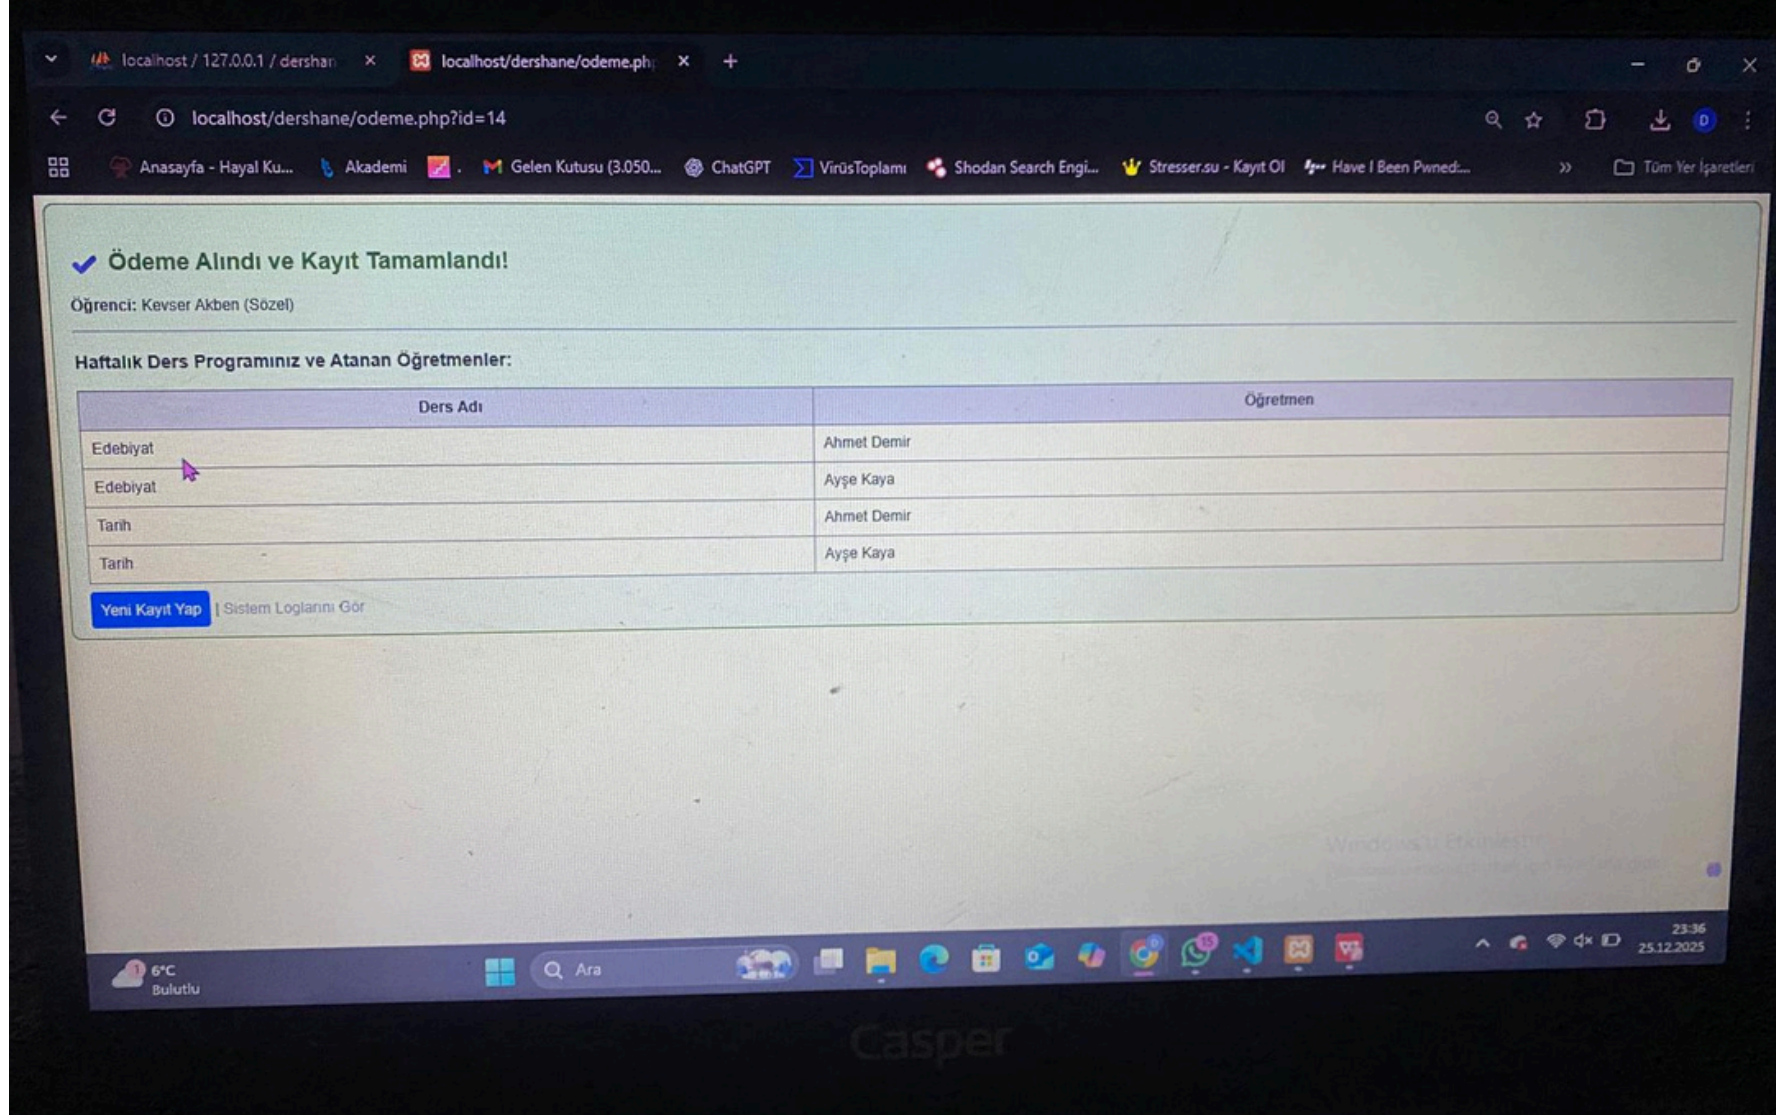 localhost / 127.0.0.1 / dershan
localhost/dershane/odeme.ph
localhost/dershane/odeme.php?id=14
D
Anasayfa - Hayal Ku...
Akademi
.
Gelen Kutusu (3.050...
ChatGPT
VirüsToplamı
Shodan Search Engi...
Stresser.su - Kayıt Ol
Have I Been Pwned:...
Tüm Yer İşaretleri
Ödeme Alındı ve Kayıt Tamamlandı!
Öğrenci: Kevser Akben (Sözel)
Haftalık Ders Programınız ve Atanan Öğretmenler:
Ders Adı Öğretmen
Edebiyat Ahmet Demir
Edebiyat Ayşe Kaya
Tarih Ahmet Demir
Tarih Ayşe Kaya
Yeni Kayıt Yap | Sistem Loglarını Gör
1
6°C
Bulutlu
Ara
15
23:36
25.12.2025
Casper